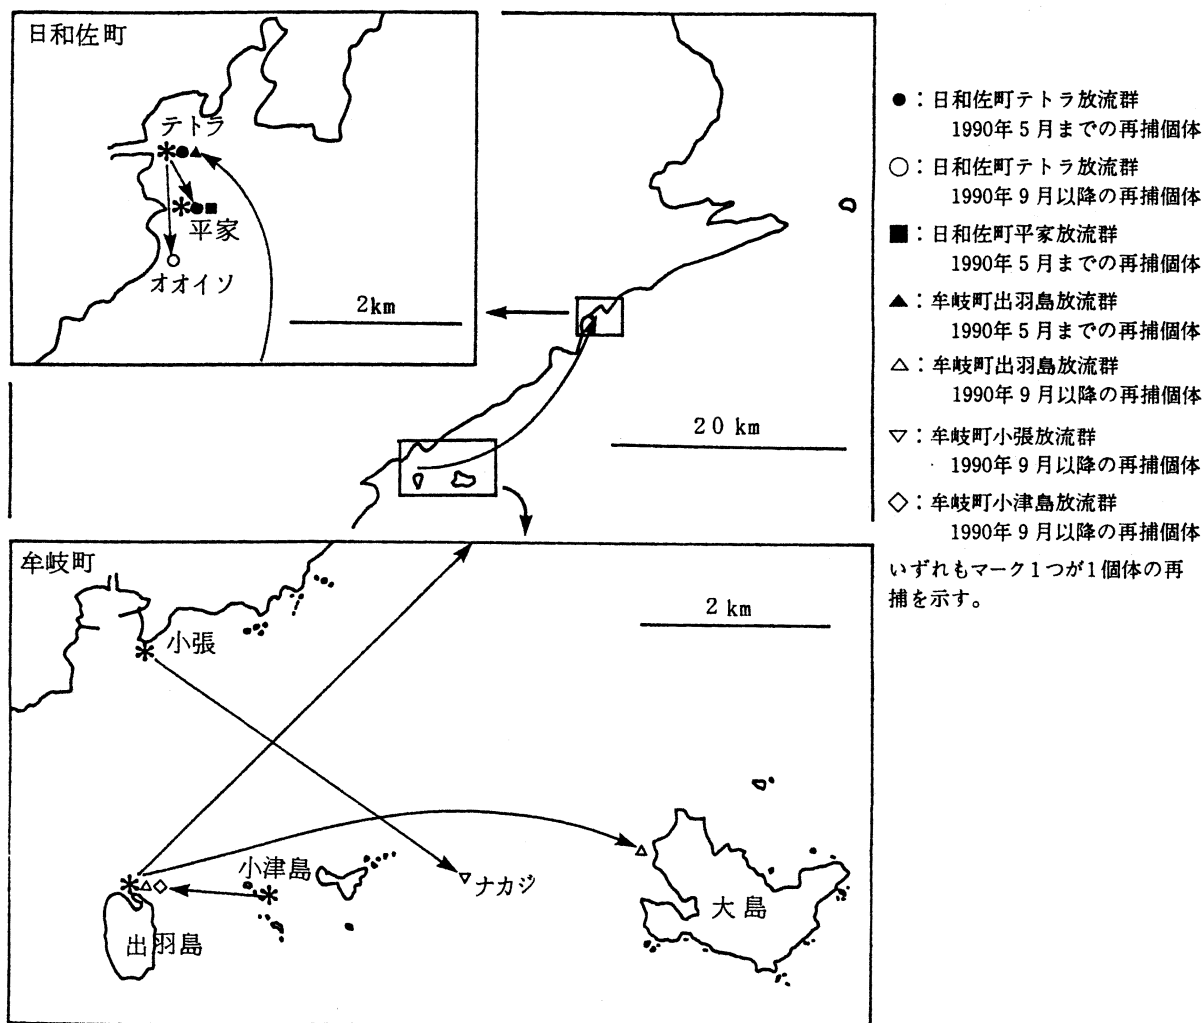 日和佐町
テトラ
平家
オオイソ
2km
20 km
●：日和佐町テトラ放流群
1990年5月までの再捕個体
○：日和佐町テトラ放流群
1990年9月以降の再捕個体
■：日和佐町平家放流群
1990年5月までの再捕個体
▲：牟岐町出羽島放流群
1990年5月までの再捕個体
△：牟岐町出羽島放流群
1990年9月以降の再捕個体
▽：牟岐町小張放流群
1990年9月以降の再捕個体
◇：牟岐町小津島放流群
1990年9月以降の再捕個体
いずれもマーク1つが1個体の再
捕を示す。
牟岐町
小張
2 km
小津島
ナカジ
大島
出羽島